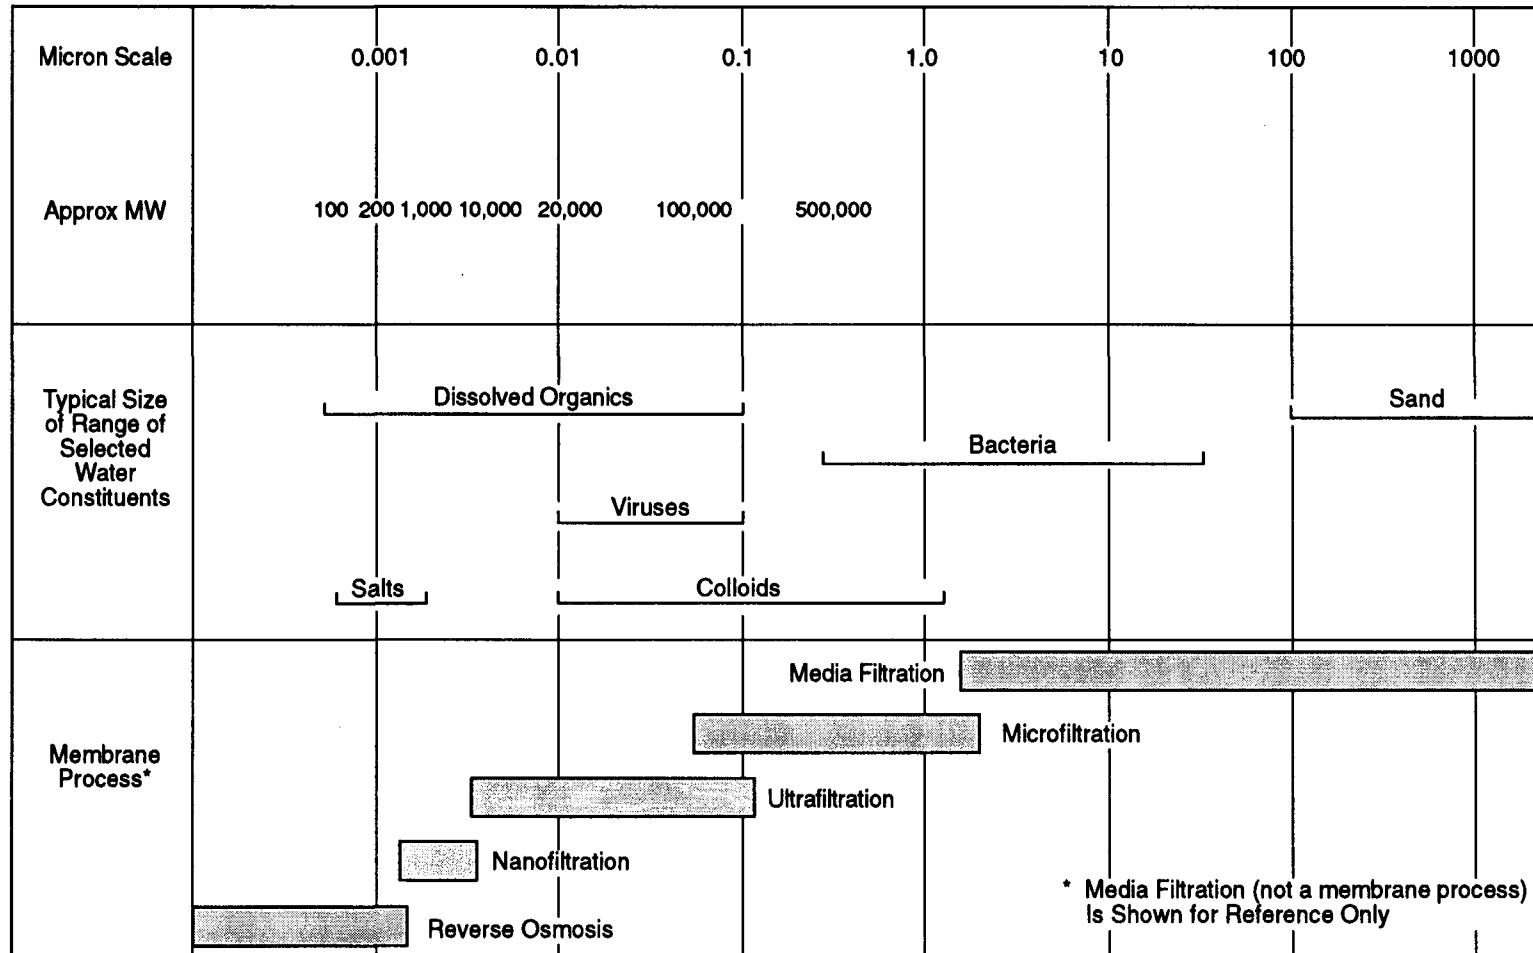 Micron Scale 0.001 0.01 0.1 1.0 10 100 1000
Approx MW 100 200 1,000 10,000 20,000 100,000 500,000
Typical Size
of Range of
Selected
Water
Constituents
Dissolved Organics
Sand
Bacteria
Viruses
Salts
Colloids
Membrane
Process*
Media Filtration
Microfiltration
Ultrafiltration
Nanofiltration
Reverse Osmosis
* Media Filtration (not a membrane process)
Is Shown for Reference Only